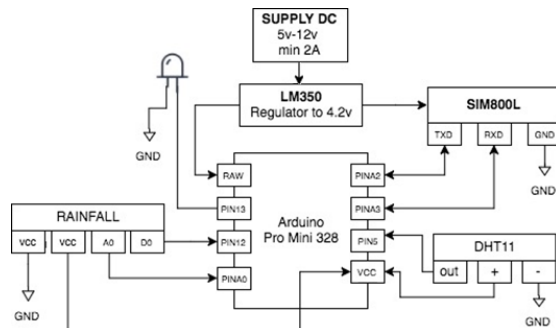 SUPPLY DC
5v-12v
min 2A
LM350
Regulator to 4.2v
SIM800L
TXD
RXD
GND
GND
GND
RAW
PIN13
PIN12
PINA0
Arduino
Pro Mini 328
PINA2
PINA3
PIN5
VCC
RAINFALL
VCC
VCC
A0
D0
GND
DHT11
out
+
-
GND